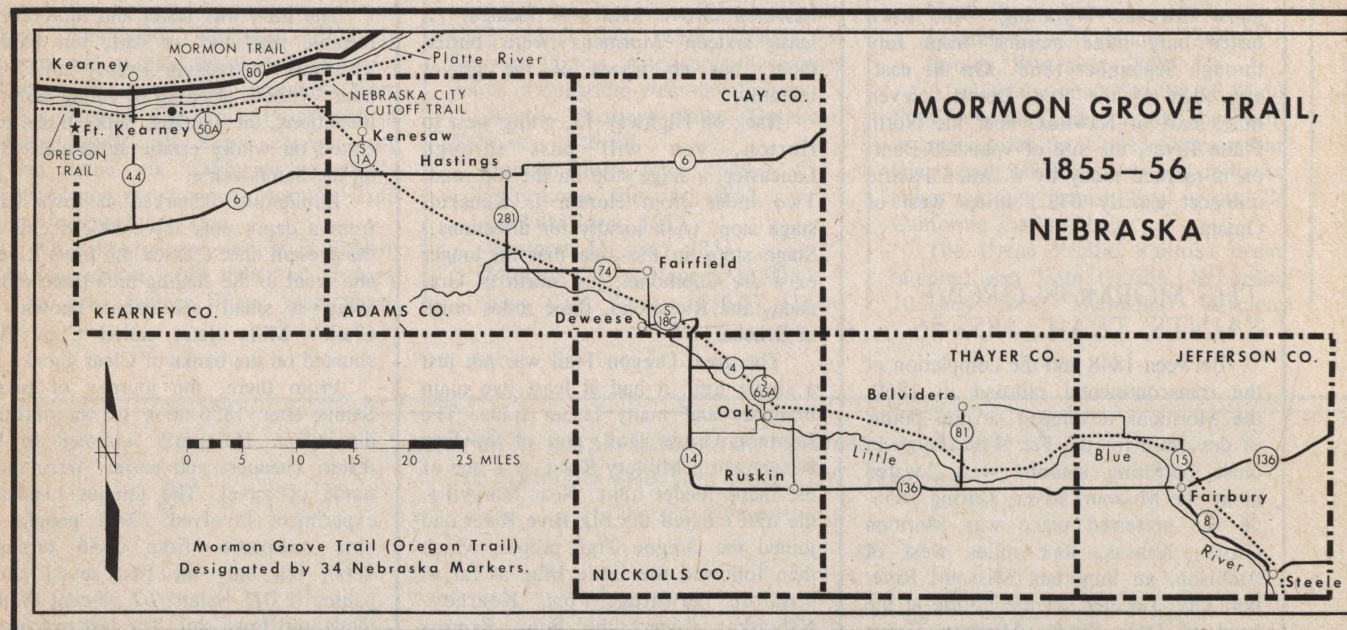 MORMON GROVE TRAIL,
1855–56
NEBRASKA
MORMON TRAIL
80
Kearney
Platte River
NEBRASKA CITY
CUTOFF TRAIL
L
50A
Ft. Kearney
OREGON
TRAIL
44
6
Kenesaw
S
1A
Hastings
6
CLAY CO.
281
74
Fairfield
Deweese
S
18C
KEARNEY CO.
ADAMS CO.
THAYER CO.
JEFFERSON CO.
4
S
65A
Oak
Belvidere
81
Little
Blue
15
136
14
Ruskin
136
Fairbury
8
River
Steele
0 5 10 15 20 25 MILES
Mormon Grove Trail (Oregon Trail)
Designated by 34 Nebraska Markers.
NUCKOLLS CO.